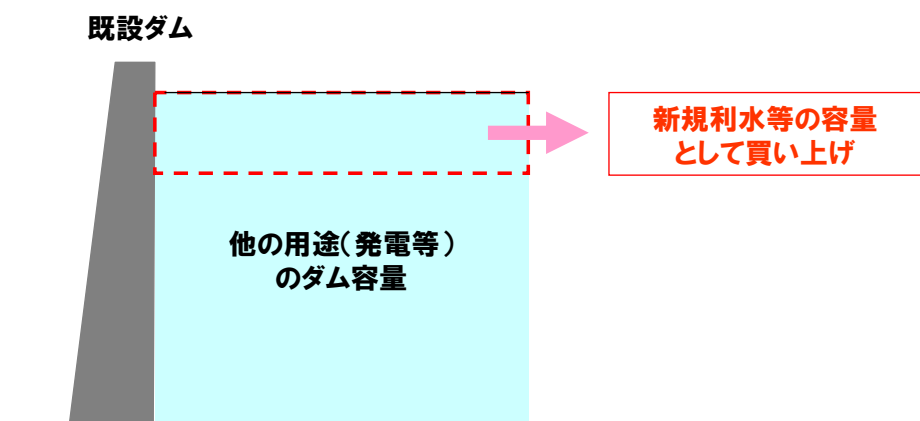 既設ダム
新規利水等の容量
として買い上げ
他の用途(発電等)
のダム容量